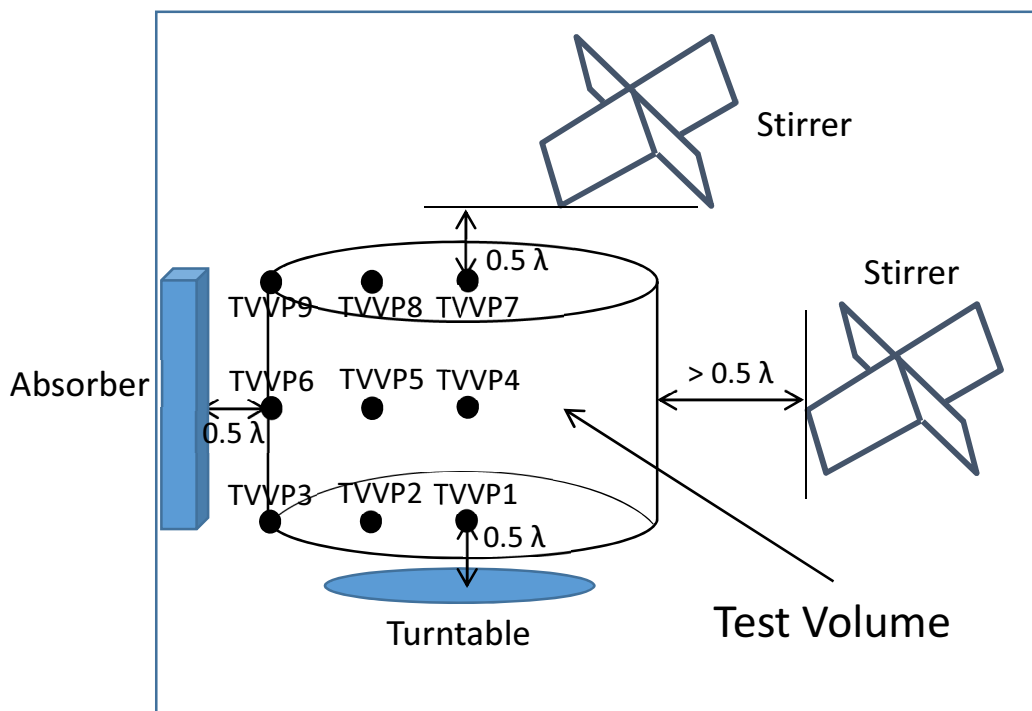 Stirrer
0.5 λ
Stirrer
TVVP9 TVVP8 TVVP7
Absorber
TVVP6 TVVP5 TVVP4
> 0.5 λ
0.5 λ
TVVP3 TVVP2 TVVP1
0.5 λ
Turntable
Test Volume